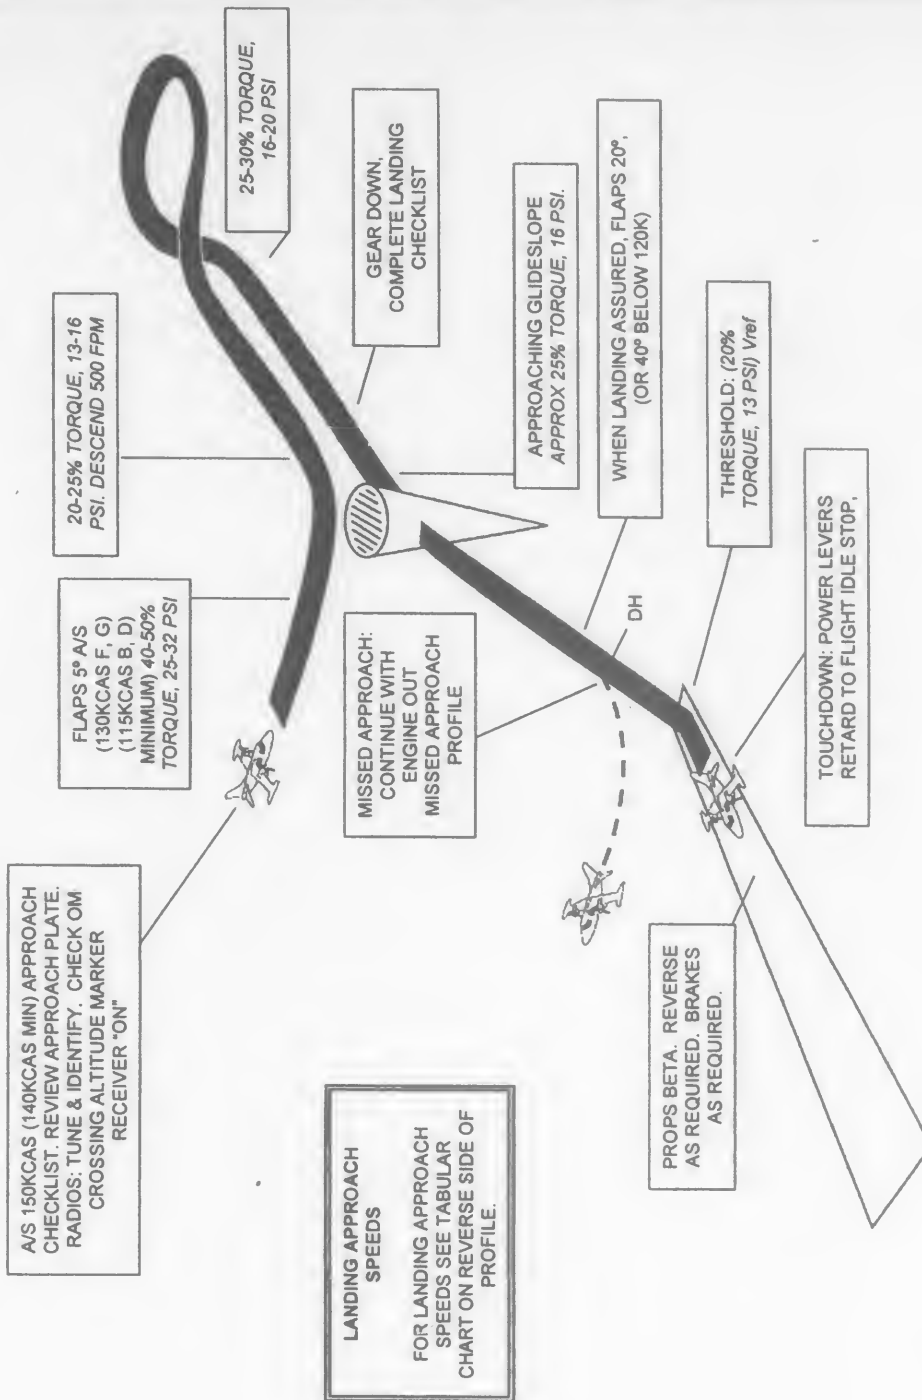 A/S 150KCAS (140KCAS MIN) APPROACH
CHECKLIST. REVIEW APPROACH PLATE.
RADIOS: TUNE & IDENTIFY. CHECK OM
CROSSING ALTITUDE MARKER
RECEIVER "ON"
FLAPS 5º A/S
(130KCAS F, G)
(115KCAS B, D)
MINIMUM) 40-50%
TORQUE, 25-32 PSI
20-25% TORQUE, 13-16
PSI. DESCEND 500 FPM
25-30% TORQUE,
16-20 PSI
GEAR DOWN,
COMPLETE LANDING
CHECKLIST
APPROACHING GLIDESLOPE
APPROX 25% TORQUE, 16 PSI.
WHEN LANDING ASSURED, FLAPS 20º,
(OR 40º BELOW 120K)
MISSED APPROACH:
CONTINUE WITH
ENGINE OUT
MISSED APPROACH
PROFILE
DH
THRESHOLD: (20%
TORQUE, 13 PSI) Vref
TOUCHDOWN: POWER LEVERS
RETARD TO FLIGHT IDLE STOP,
PROPS BETA. REVERSE
AS REQUIRED. BRAKES
AS REQUIRED.
LANDING APPROACH
SPEEDS
FOR LANDING APPROACH
SPEEDS SEE TABULAR
CHART ON REVERSE SIDE OF
PROFILE.